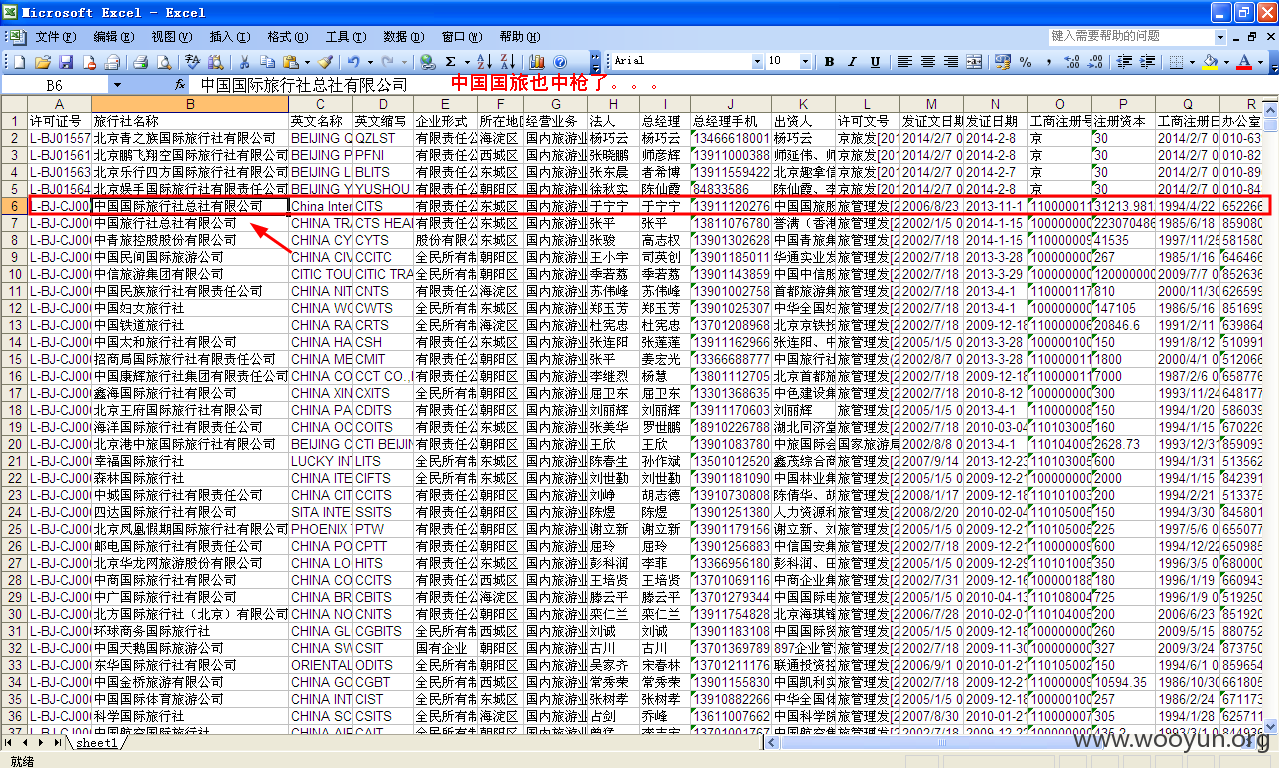 Microsoft Excel - Excel
文件(F) 编辑(E) 视图(V) 插入(I) 格式(O) 工具(T) 数据(D) 窗口(W) 帮助(H) 键入需要帮助的问题
Arial 10 B I U
B6 fx 中国国际旅行社总社有限公司 中国国旅也中枪了。。。
A B C D E F G H I J K L M N O P Q R
1 许可证号 旅行社名称 英文名称 英文缩写 企业形式 所在地区 经营业务 法人 总经理 总经理手机 出资人 许可文号 发证文日期 发证日期 工商注册号 注册资本 工商注册日 办公室
2 L-BJ01557 北京奢之族国际旅行社有限公司 BEIJING Q QZLST 有限责任公 海淀区 国内旅游业 杨巧云 杨巧云 13466618001 杨巧云 京旅发[201 2014/2/7 0 2014-2-8 京 30 2014/2/7 0 010-63
3 L-BJ01561 北京鹏飞翔空国际旅行社有限公司 BEIJING P PFNI 有限责任公 西城区 国内旅游业 张晓鹏 师彦辉 13911000388 师延伟、师 京旅发[201 2014/2/7 0 2014-2-8 京 30 2014/2/7 0 010-82
4 L-BJ01563 北京乐行四方国际旅行社有限公司 BEIJING L BLITS 有限责任公 东城区 国内旅游业 张东晨 者希博 13911559422 北京趣拿信 京旅发[201 2014/2/7 0 2014-2-8 京 30 2014/2/7 0 010-89
5 L-BJ01564 北京娱手国际旅行社有限责任公司 BEIJING Y YUSHOU 有限责任公 海淀区 国内旅游业 徐秋实 陈仙霞 84833586 陈仙霞、李 京旅发[201 2014/2/7 0 2014-2-8 京 30 2014/2/7 0 010-84
6 L-BJ-CJ00 中国国际旅行社总社有限公司 China Inter CITS 有限责任公 东城区 国内旅游业 于宁宁 于宁宁 13911120276 中国国旅股 旅管理发[2 2006/8/23 2013-11-1 110000011 31213.981 1994/4/22 652266
7 L-BJ-CJ00 中国旅行社总社有限公司 CHINA TRA CTS HEAD 有限责任公 东城区 国内旅游业 张平 张平 13811076780 誉满（香港 旅管理发[2 2002/1/5 0 2014-1-15 100000000 223070486 1985/6/18 859080
8 L-BJ-CJ00 中青旅控股股份有限公司 CHINA CY CYTS 股份有限公 东城区 国内旅游业 张骏 高志权 13901302628 中国青旅集 旅管理发[2 2002/7/18 2014-1-15 110000009 41535 1997/11/25 581580
9 L-BJ-CJ00 中国民间国际旅游公司 CHINA CIV CCITC 全民所有制 东城区 国内旅游业 王小宇 司英创 13901185011 华通实业发 旅管理发[2 2002/7/18 2013-3-28 100000000 267 1985/1/16 646466
10 L-BJ-CJ00 中信旅游集团有限公司 CITIC TOU CITIC TRA 有限责任公 朝阳区 国内旅游业 季若荔 季若荔 13901143859 中国中信股 旅管理发[2 2002/7/18 2013-3-29 100000000 120000000 2009/7/7 0 852636
11 L-BJ-CJ00 中国民族旅行社有限责任公司 CHINA NIT CNTS 有限责任公 海淀区 国内旅游业 苏伟峰 苏伟峰 13901002758 首都旅游集 旅管理发[2 2002/7/18 2013-4-1 110000117 810 2000/11/30 626599
12 L-BJ-CJ00 中国妇女旅行社 CHINA WO CWTS 全民所有制 东城区 国内旅游业 郑玉芳 郑玉芳 13901025307 中华全国妇 旅管理发[2 2002/7/18 2013-4-1 100000000 147105 1986/5/16 851695
13 L-BJ-CJ00 中国铁道旅行社 CHINA RA CRTS 全民所有制 海淀区 国内旅游业 杜宪忠 杜宪忠 13701208968 北京京铁投 旅管理发[2 2002/7/18 2009-12-18 110000006 20846.6 1991/2/11 639864
14 L-BJ-CJ00 中国太和旅行社有限公司 CHINA HA CSH 有限责任公 东城区 国内旅游业 张连阳 张莲莲 13911162966 张连阳、中 旅管理发[2 2005/1/5 0 2013-3-28 100000100 150 1991/8/12 510991
15 L-BJ-CJ00 招商局国际旅行社有限责任公司 CHINA ME CMIT 有限责任公 朝阳区 国内旅游业 张平 姜宏光 13366688777 中国旅行社 旅管理发[2 2002/8/7 0 2013-4-1 110000011 1800 2000/4/1 0 512066
16 L-BJ-CJ00 中国康辉旅行社集团有限责任公司 CHINA CO CCT CO., 有限责任公 朝阳区 国内旅游业 李继烈 杨慧 13801112705 北京首都旅 旅管理发[2 2002/7/18 2009-12-18 110000011 7000 1987/2/6 0 658776
17 L-BJ-CJ00 鑫海国际旅行社有限公司 CHINA XIN CXITS 有限责任公 朝阳区 国内旅游业 屈卫东 屈卫东 13301368635 中色建设集 旅管理发[2 2002/7/18 2010-8-12 100000000 300 1993/11/24 648177
18 L-BJ-CJ00 北京王府国际旅行社有限公司 CHINA PA CDITS 有限责任公 朝阳区 国内旅游业 刘丽辉 刘丽辉 13911170603 刘丽辉 旅管理发[2 2005/1/5 0 2013-4-1 110000008 150 1994/1/20 586039
19 L-BJ-CJ00 海洋国际旅行社有限责任公司 CHINA OC COITS 有限责任公 东城区 国内旅游业 张美华 罗世鹏 18910226788 湖北同济堂 旅管理发[2 2002/7/18 2010-03-04 110103005 160 1994/1/15 670226
20 L-BJ-CJ00 北京港中旅国际旅行社有限公司 BEIJING C CTI BEIJIN 有限责任公 朝阳区 国内旅游业 王欣 王欣 13901083780 中旅国际会 国家旅游局 2002/8/8 0 2013-4-1 110104005 2698.73 1993/12/31 859093
21 L-BJ-CJ00 幸福国际旅行社 LUCKY INT LITS 全民所有制 东城区 国内旅游业 陈春生 孙作斌 13501012520 鑫茂综合商 旅管理发[2 2007/9/14 2013-12-23 110103005 600 1994/1/31 513562
22 L-BJ-CJ00 森林国际旅行社 CHINA ITE CIFTS 全民所有制 东城区 国内旅游业 刘世勤 刘世勤 13901181090 中国林业集 旅管理发[2 2005/1/5 0 2009-12-18 100000000 2000 1994/1/15 842391
23 L-BJ-CJ00 中城国际旅行社有限责任公司 CHINA CIT CCITS 有限责任公 朝阳区 国内旅游业 刘峥 胡志德 13910730808 陈倩华、胡 旅管理发[2 2008/1/17 2009-12-18 110101003 200 1994/2/21 513375
24 L-BJ-CJ00 四达国际旅行社有限公司 SITA INTE SSITS 有限责任公 朝阳区 国内旅游业 陈煜 陈煜 13901251380 人力资源和 旅管理发[2 2008/2/20 2010-02-04 110105015 150 1994/3/30 845801
25 L-BJ-CJ00 北京凤凰假期国际旅行社有限公司 PHOENIX PTW 有限责任公 朝阳区 国内旅游业 谢立新 谢立新 13901179156 谢立新、刘 旅管理发[2 2005/1/5 0 2009-12-21 110105005 225 1997/5/6 0 655077
26 L-BJ-CJ00 邮电国际旅行社有限公司 CHINA PO CPTT 有限责任公 朝阳区 国内旅游业 屈玲 屈玲 13901256883 中信国安集 旅管理发[2 2002/7/18 2009-12-21 110000009 600 1994/12/22 650985
27 L-BJ-CJ00 北京华龙网旅游股份有限公司 CHINA LO HITS 有限责任公 朝阳区 国内旅游业 彭科润 李菲 13366956180 彭科润、田 旅管理发[2 2005/1/5 0 2009-12-29 110105010 350 1996/3/5 0 680000
28 L-BJ-CJ00 中商国际旅行社有限公司 CHINA CO CCITS 有限责任公 西城区 国内旅游业 王培贤 王培贤 13701069116 中商企业集 旅管理发[2 2002/7/31 2009-12-16 100000188 180 1996/1/19 660943
29 L-BJ-CJ00 中广国际旅行社有限公司 CHINA BR CBITS 有限责任公 海淀区 国内旅游业 滕云平 滕云平 13701279344 中国国际电 旅管理发[2 2005/1/5 0 2010-04-13 110108004 725 1996/1/9 0 519250
30 L-BJ-CJ00 北方国际旅行社（北京）有限公司 CHINA NO CNITS 有限责任公 朝阳区 国内旅游业 栾仁兰 栾仁兰 13911754828 北京海琪锋 旅管理发[2 2006/7/28 2010-02-01 110104005 200 2006/6/23 651920
31 L-BJ-CJ00 环球商务国际旅行社 CHINA GL CGBITS 全民所有制 西城区 国内旅游业 刘诚 刘诚 13901183108 中国国际贸 旅管理发[2 2005/1/5 0 2009-12-18 100000000 260 2009/5/15 880752
32 L-BJ-CJ00 中国天鹅国际旅游公司 CHINA SW CSIT 国有企业 朝阳区 国内旅游业 古川 古川 13701369789 897企业管 旅管理发[2 2002/7/18 2009-11-30 100000000 327 2009/3/24 873750
33 L-BJ-CJ00 东华国际旅行社有限公司 ORIENTAL ODITS 有限责任公 朝阳区 国内旅游业 吴家齐 宋春林 13701211176 联通投资控 旅管理发[2 2006/9/1 0 2010-01-21 110105002 150 1994/6/1 0 859654
34 L-BJ-CJ00 中国金桥旅游有限公司 CHINA GO CGBT 有限责任公 西城区 国内旅游业 常秀荣 常秀荣 13901155830 中国凯利实 旅管理发[2 2002/7/18 2009-12-21 100000000 10594.35 1986/10/30 661805
35 L-BJ-CJ00 中国国际体育旅游公司 CHINA INT CIST 全民所有制 东城区 国内旅游业 张树孝 张树孝 13910882266 中华全国体 旅管理发[2 2005/1/5 0 2009-12-18 100000100 257 1986/2/24 671173
36 L-BJ-CJ00 科学国际旅行社 CHINA SC CSITS 全民所有制 海淀区 国内旅游业 占剑 乔峰 13611007662 中国科学院 旅管理发[2 2007/8/30 2010-01-21 110000007 305 1994/1/28 625711
www.wooyun.org
sheet1
就绪